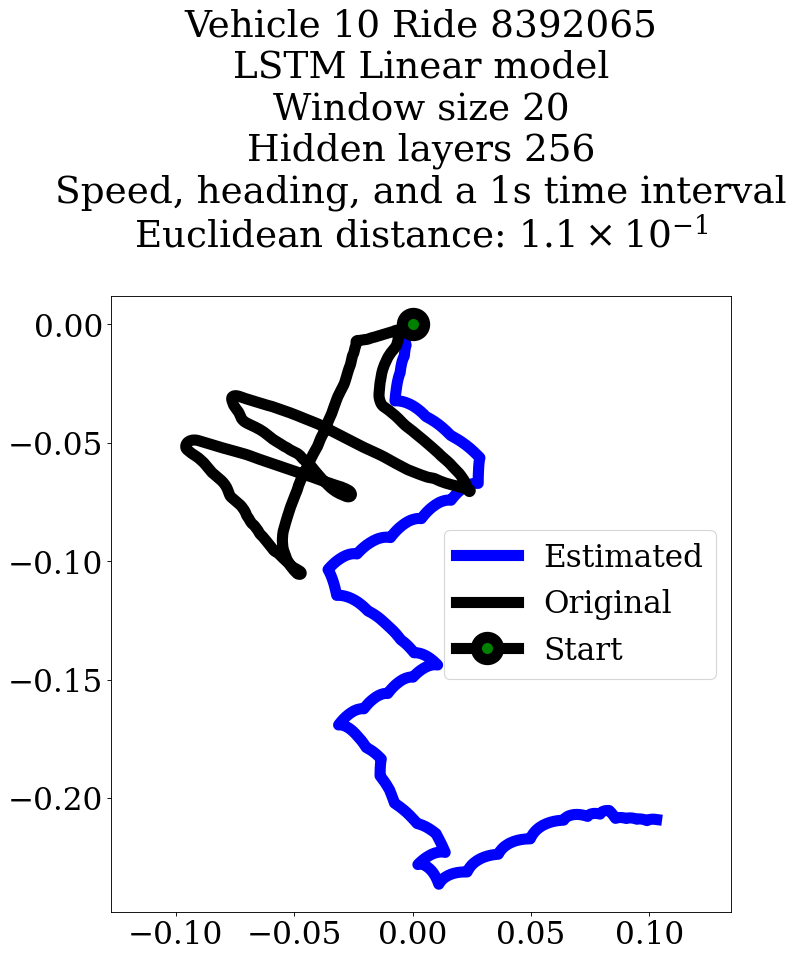 Vehicle 10 Ride 8392065
LSTM Linear model
Window size 20
Hidden layers 256
Speed, heading, and a 1s time interval
Euclidean distance: 1.1 × 10⁻¹
0.00
−0.05
−0.10
−0.15
−0.20
Estimated
Original
Start
−0.10 −0.05 0.00 0.05 0.10